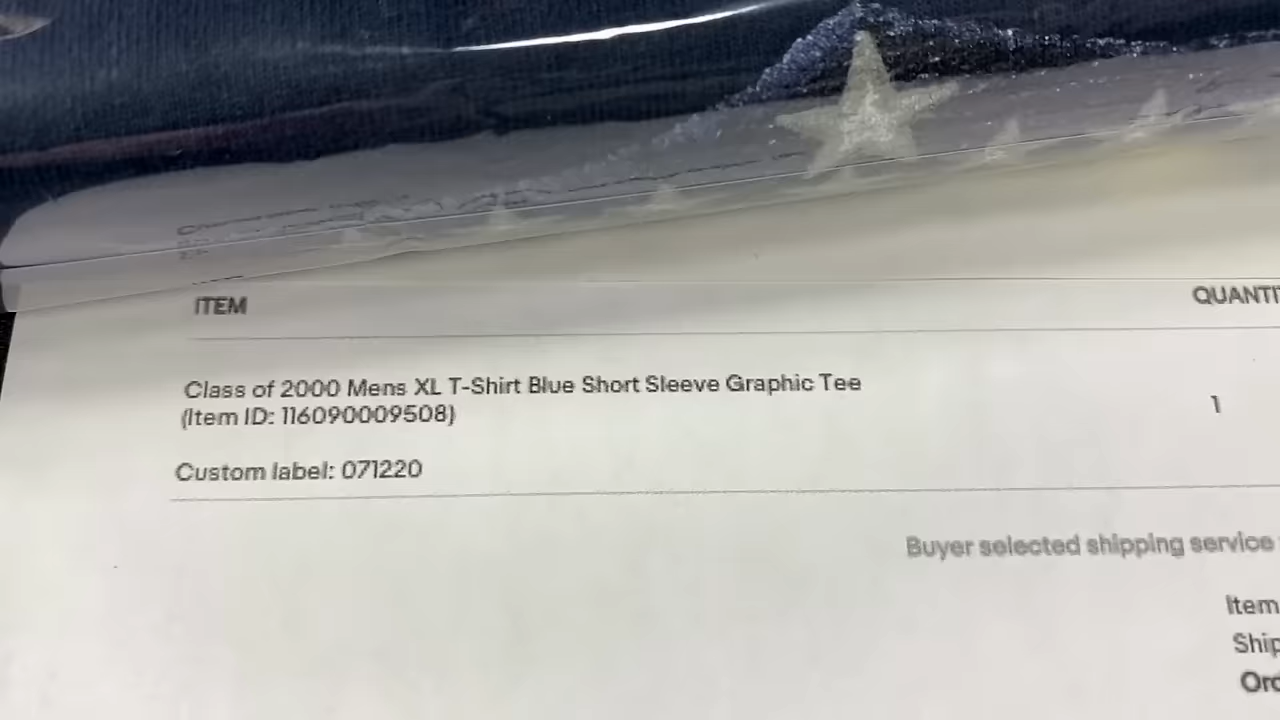 ITEM
QUANTI
Class of 2000 Mens XL T-Shirt Blue Short Sleeve Graphic Tee
(Item ID: 116090009508)
1
Custom label: 071220
Buyer selected shipping service
Item
Ship
Ord